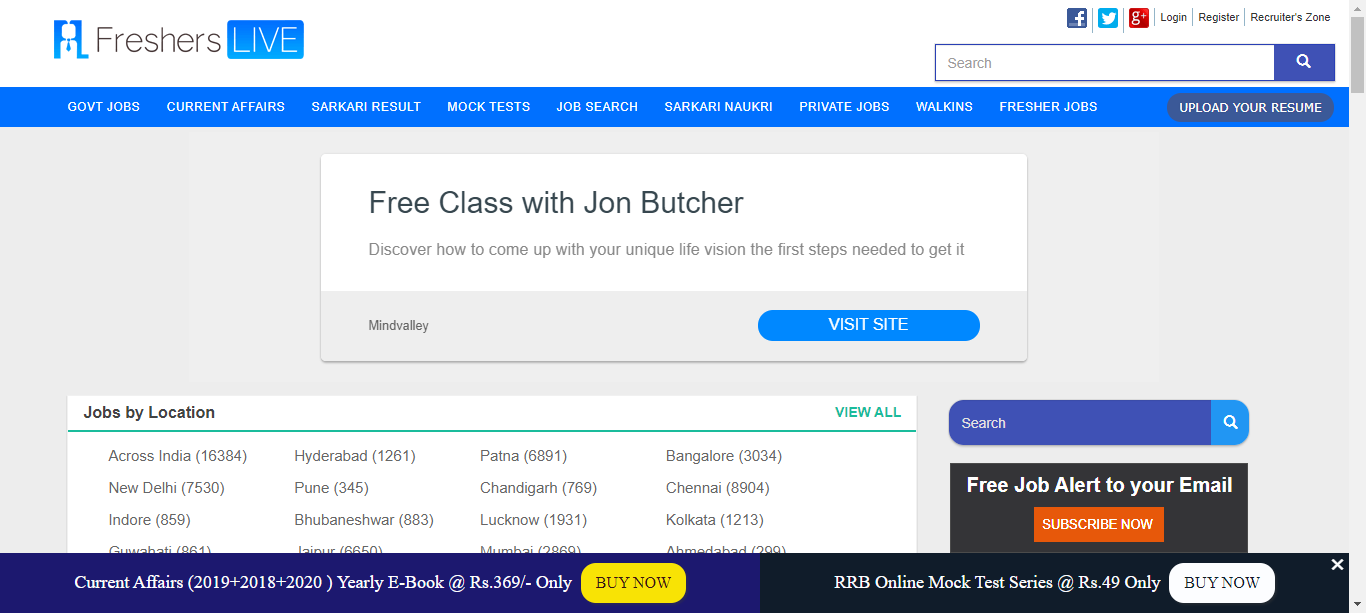 Freshers LIVE
Login Register Recruiter's Zone
Search
GOVT JOBS CURRENT AFFAIRS SARKARI RESULT MOCK TESTS JOB SEARCH SARKARI NAUKRI PRIVATE JOBS WALKINS FRESHER JOBS UPLOAD YOUR RESUME
Free Class with Jon Butcher
Discover how to come up with your unique life vision the first steps needed to get it
Mindvalley VISIT SITE
Jobs by Location VIEW ALL
Across India (16384) Hyderabad (1261) Patna (6891) Bangalore (3034)
New Delhi (7530) Pune (345) Chandigarh (769) Chennai (8904)
Indore (859) Bhubaneshwar (883) Lucknow (1931) Kolkata (1213)
Guwahati (861) Jaipur (6650) Mumbai (2869) Ahmedabad (299)
Search
Free Job Alert to your Email
SUBSCRIBE NOW
Current Affairs (2019+2018+2020 ) Yearly E-Book @ Rs.369/- Only BUY NOW
RRB Online Mock Test Series @ Rs.49 Only BUY NOW